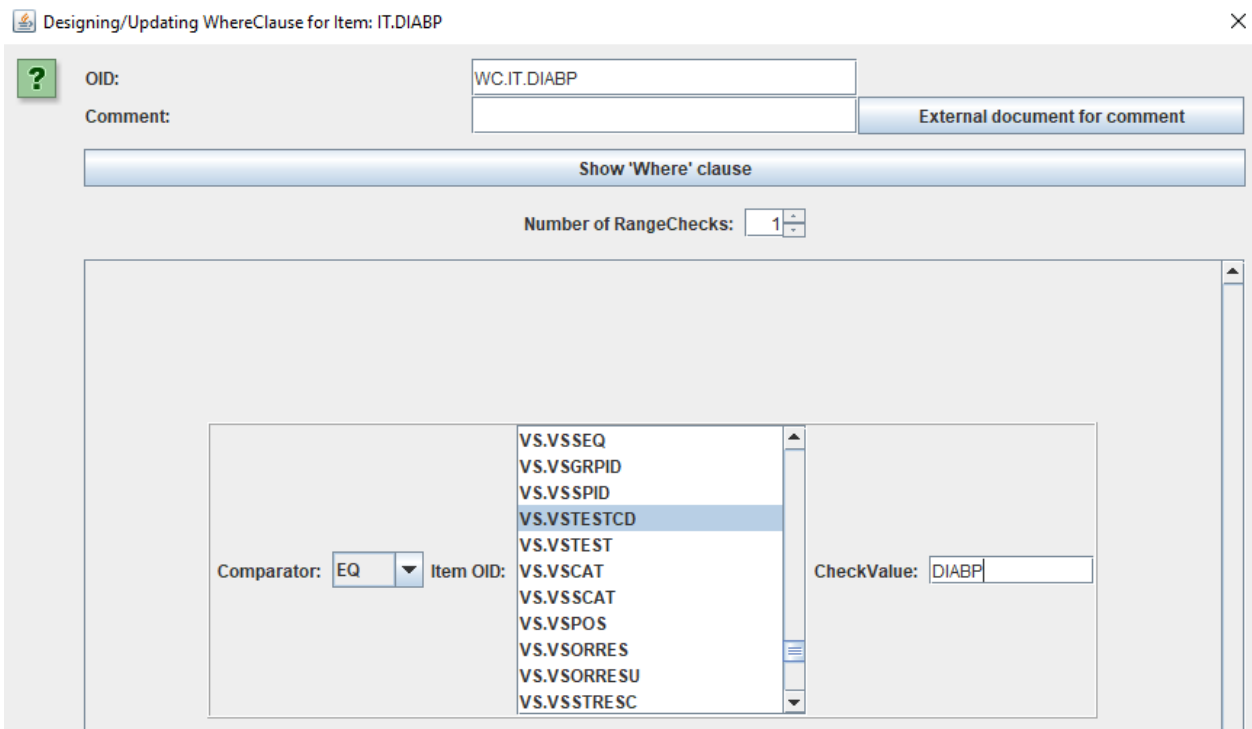 Designing/Updating WhereClause for Item: IT.DIABP
?
OID: WC.IT.DIABP
Comment: External document for comment
Show 'Where' clause
Number of RangeChecks: 1
VS.VSSEQ
VS.VSGRPID
VS.VSSPID
VS.VSTESTCD
VS.VSTEST
Comparator: EQ Item OID: VS.VSCAT CheckValue: DIABP
VS.VSSCAT
VS.VSPOS
VS.VSORRES
VS.VSORRESU
VS.VSSTRESC